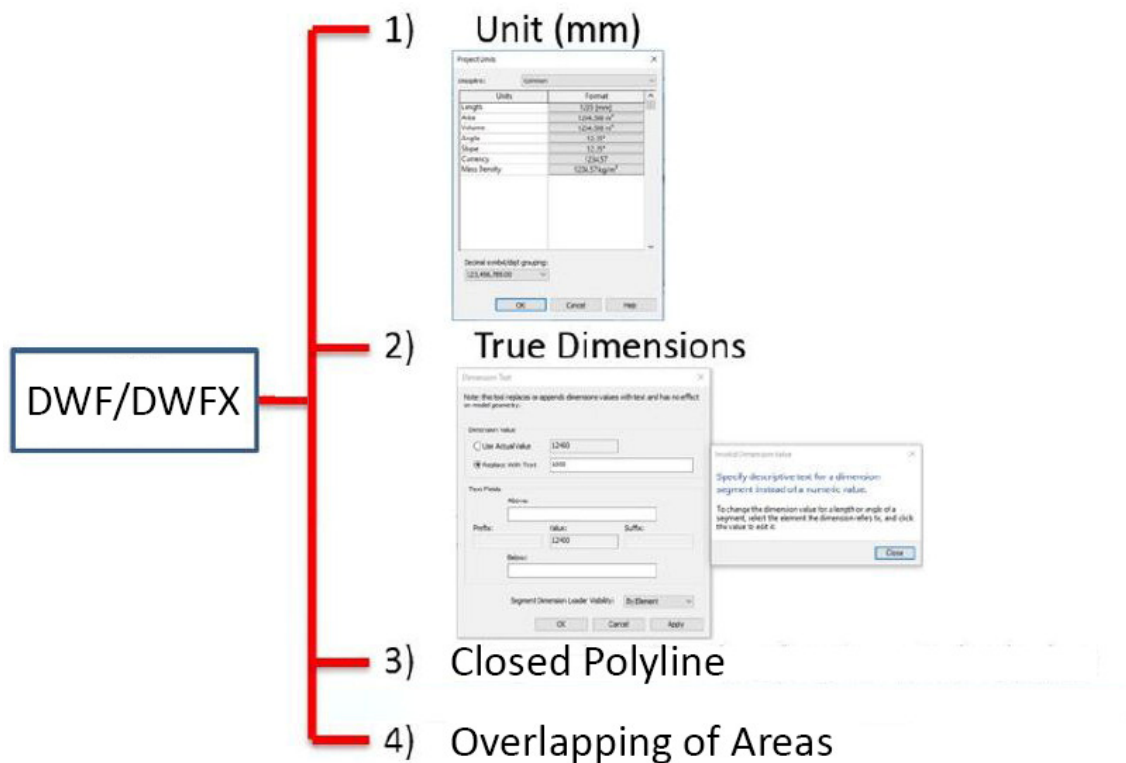 1) Unit (mm)
Project Units
Discipline: Common
Units Format
Length 1235 [mm]
Area 1234.568 m²
Volume 1234.568 m³
Angle 12.35°
Slope 12.35°
Currency 1234.57
Mass Density 1234.57 kg/m³
Decimal symbol/digit grouping:
123,456,789.00
OK Cancel Help
2) True Dimensions
DWF/DWFX
Dimension Text
Note: this text replaces or appends dimensions values with text and has no effect
on model geometry.
Dimension Value
Use Actual Value 12400
Replace With Text
Text Fields
Above:
Prefix: Value: Suffix:
12400
Below:
Segment Dimension Leader Visibility: By Element
OK Cancel Apply
Invalid Dimension Value
Specify descriptive text for a dimension
segment instead of a numeric value.
To change the dimension value for a length or angle of a
segment, select the element the dimension refers to, and click
the value to edit it.
Close
3) Closed Polyline
4) Overlapping of Areas